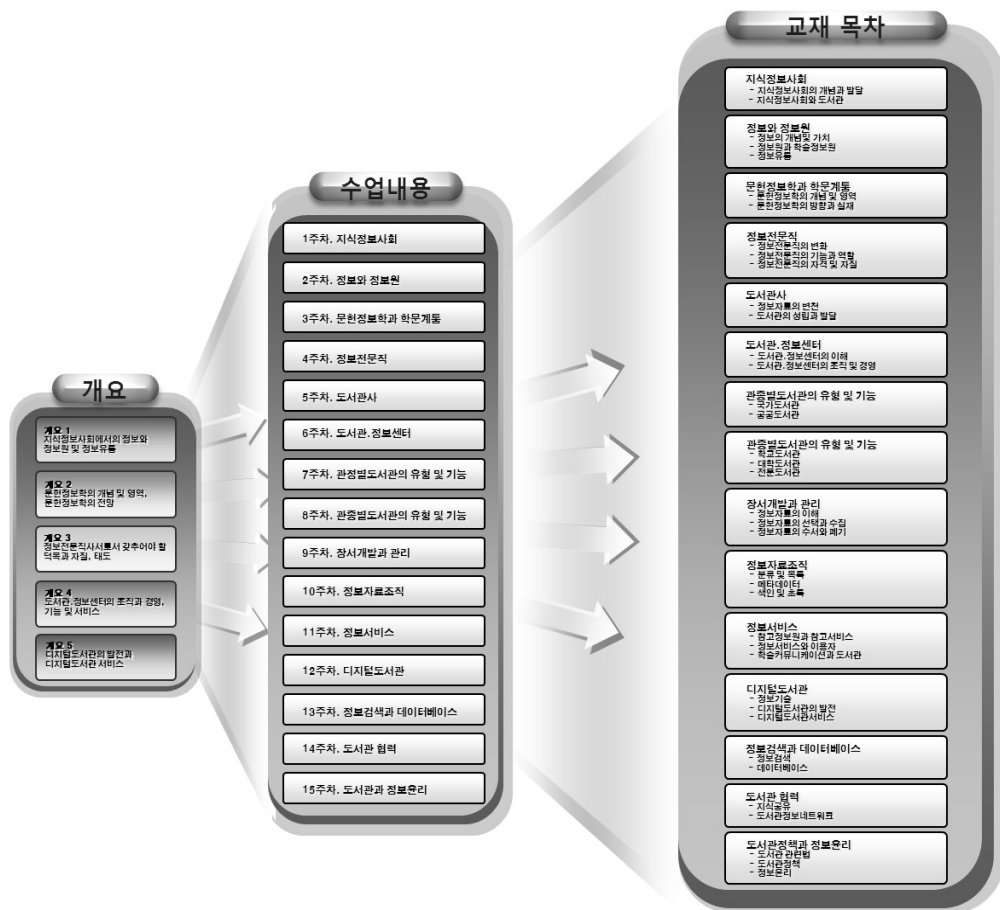 개요
개요 1
지식정보사회에서의 정보와
정보원 및 정보유통
개요 2
문헌정보학의 개념 및 영역,
문헌정보학의 전망
개요 3
정보전문직사서로서 갖추어야 할
덕목과 자질, 태도
개요 4
도서관.정보센터의 조직과 경영,
기능 및 서비스
개요 5
디지털도서관의 발전과
디지털도서관 서비스
수업내용
1주차. 지식정보사회
2주차. 정보와 정보원
3주차. 문헌정보학과 학문계통
4주차. 정보전문직
5주차. 도서관사
6주차. 도서관.정보센터
7주차. 관정별도서관의 유형 및 기능
8주차. 관종별도서관의 유형 및 기능
9주차. 장서개발과 관리
10주차. 정보자료조직
11주차. 정보서비스
12주차. 디지털도서관
13주차. 정보검색과 데이터베이스
14주차. 도서관 협력
15주차. 도서관과 정보윤리
교재 목차
지식정보사회
- 지식정보사회의 개념과 발달
- 지식정보사회와 도서관
정보와 정보원
- 정보의 개념및 가치
- 정보원과 학술정보원
- 정보유통
문헌정보학과 학문계통
- 문헌정보학의 개념 및 영역
- 문헌정보학의 방향과 실재
정보전문직
- 정보전문직의 변화
- 정보전문직의 기능과 역할
- 정보전문직의 자격 및 자질
도서관사
- 정보자료의 변천
- 도서관의 성립과 발달
도서관.정보센터
- 도서관.정보센터의 이해
- 도서관.정보센터의 조직 및 경영
관종별도서관의 유형 및 기능
- 국가도서관
- 공공도서관
관종별도서관의 유형 및 기능
- 학교도서관
- 대학도서관
- 전문도서관
장서개발과 관리
- 정보자료의 이해
- 정보자료의 선택과 수집
- 정보자료의 수서와 폐기
정보자료조직
- 분류 및 목록
- 메타데이터
- 색인 및 초록
정보서비스
- 참고정보원과 참고서비스
- 정보서비스와 이용자
- 학술커뮤니케이션과 도서관
디지털도서관
- 정보기술
- 디지털도서관의 발전
- 디지털도서관서비스
정보검색과 데이터베이스
- 정보검색
- 데이터베이스
도서관 협력
- 지식공유
- 도서관정보네트워크
도서관정책과 정보윤리
- 도서관 관련법
- 도서관정책
- 정보윤리